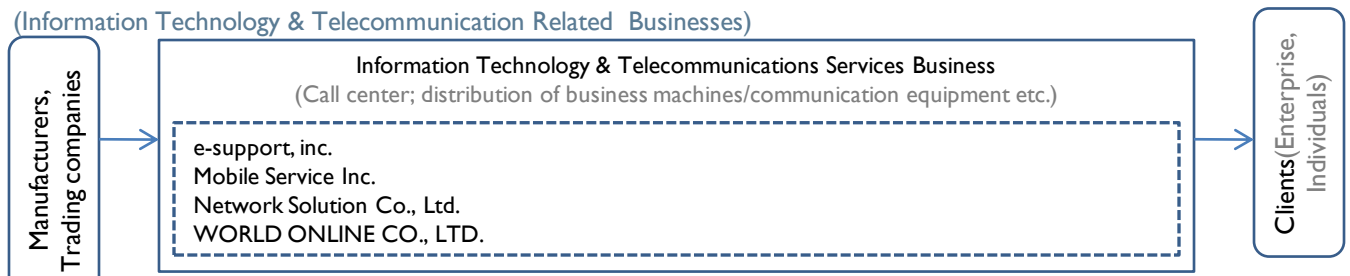 (Information Technology & Telecommunication Related Businesses)
Manufacturers,
Trading companies
Information Technology & Telecommunications Services Business
(Call center; distribution of business machines/communication equipment etc.)
e-support, inc.
Mobile Service Inc.
Network Solution Co., Ltd.
WORLD ONLINE CO., LTD.
Clients(Enterprise,
Individuals)